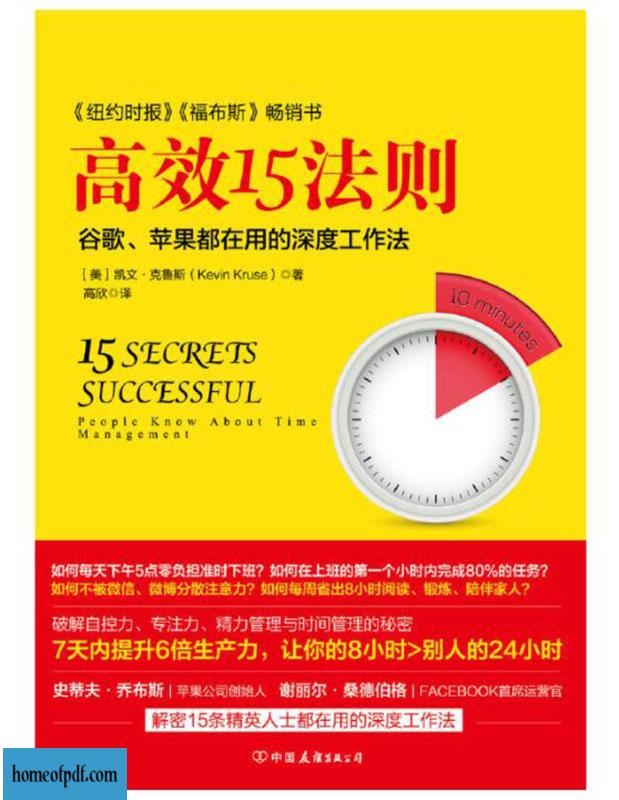 《纽约时报》《福布斯》畅销书
高效15法则
谷歌、苹果都在用的深度工作法
［美］凯文·克鲁斯（Kevin Kruse）◎著
高欣◎译
10 minutes
15 SECRETS
SUCCESSFUL
People Know About Time
Management
如何每天下午5点零负担准时下班？如何在上班的第一个小时内完成80%的任务？
如何不被微信、微博分散注意力？如何每周省出8小时阅读、锻炼、陪伴家人？
破解自控力、专注力、精力管理与时间管理的秘密
7天内提升6倍生产力，让你的8小时>别人的24小时
史蒂夫·乔布斯|苹果公司创始人 谢丽尔·桑德伯格|FACEBOOK首席运营官
解密15条精英人士都在用的深度工作法
中国友谊出版公司
homeofpdf.com